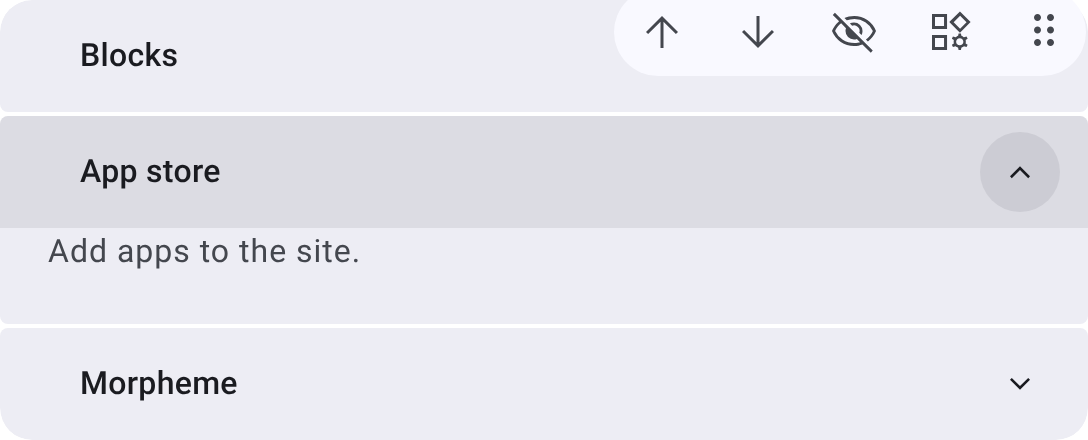 Blocks
App store
Add apps to the site.
Morpheme